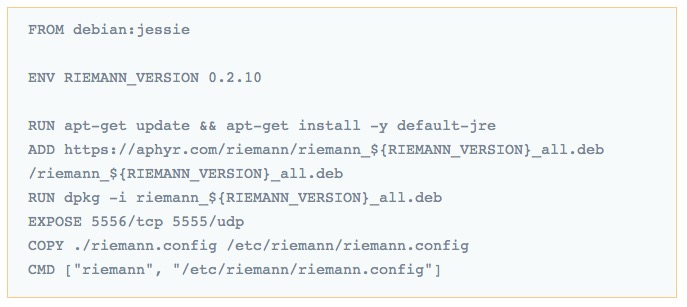 FROM debian:jessie
ENV RIEMANN_VERSION 0.2.10
RUN apt-get update && apt-get install -y default-jre
ADD https://aphyr.com/riemann/riemann_${RIEMANN_VERSION}_all.deb
/riemann_${RIEMANN_VERSION}_all.deb
RUN dpkg -i riemann_${RIEMANN_VERSION}_all.deb
EXPOSE 5556/tcp 5555/udp
COPY ./riemann.config /etc/riemann/riemann.config
CMD ["riemann", "/etc/riemann/riemann.config"]